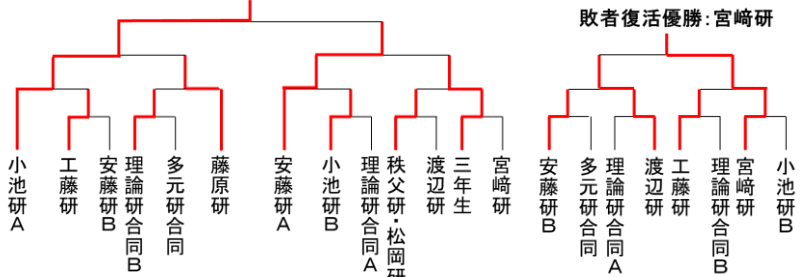 敗者復活優勝：宮﨑研
小池研A
工藤研
安藤研B
理論研合同B
多元研合同
藤原研
安藤研A
小池研B
理論研合同A
秩父研・松岡研
渡辺研
三年生
宮﨑研
安藤研B
多元研合同
理論研合同A
渡辺研
工藤研
理論研合同B
宮﨑研
小池研B